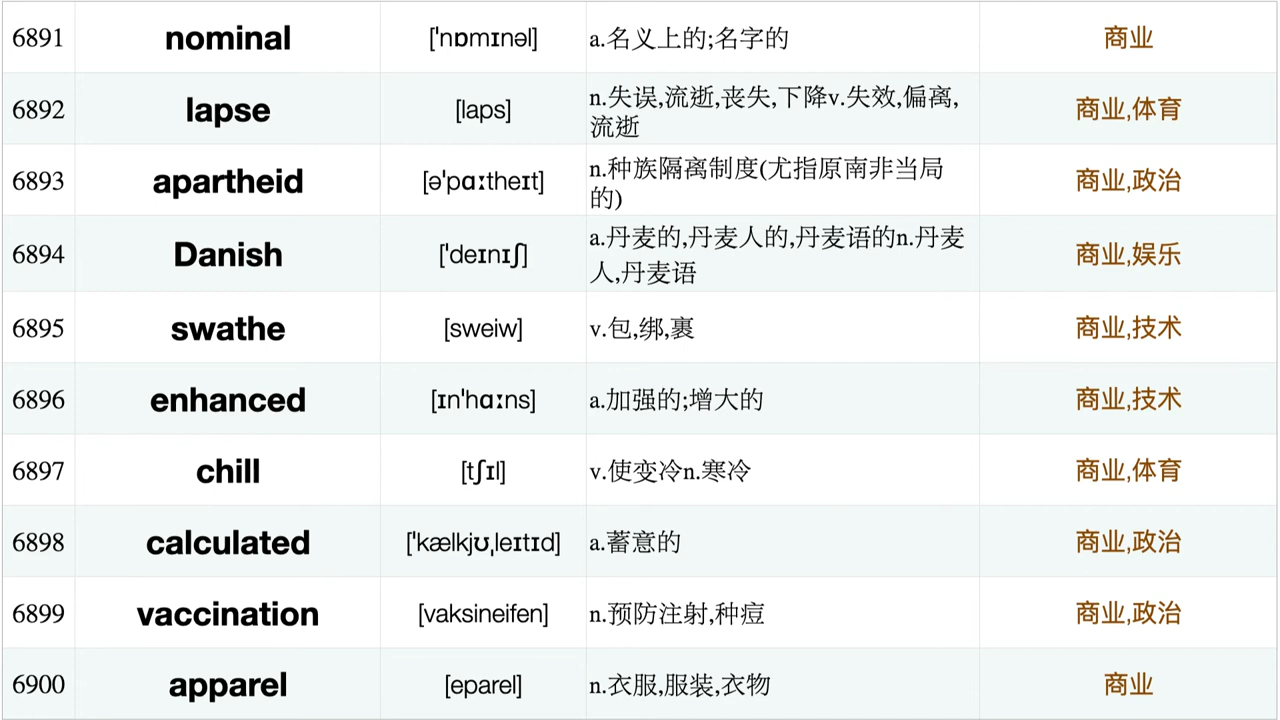 6891 nominal ['nɒmɪnəl] a.名义上的;名字的 商业
6892 lapse [laps] n.失误,流逝,丧失,下降v.失效,偏离,
流逝 商业,体育
6893 apartheid [ə'pɑːtheɪt] n.种族隔离制度(尤指原南非当局
的) 商业,政治
6894 Danish ['deɪnɪʃ] a.丹麦的,丹麦人的,丹麦语的n.丹麦
人,丹麦语 商业,娱乐
6895 swathe [sweiw] v.包,绑,裹 商业,技术
6896 enhanced [ɪn'hɑːns] a.加强的;增大的 商业,技术
6897 chill [tʃɪl] v.使变冷n.寒冷 商业,体育
6898 calculated ['kælkjʊˌleɪtɪd] a.蓄意的 商业,政治
6899 vaccination [vaksineifen] n.预防注射,种痘 商业,政治
6900 apparel [eparel] n.衣服,服装,衣物 商业